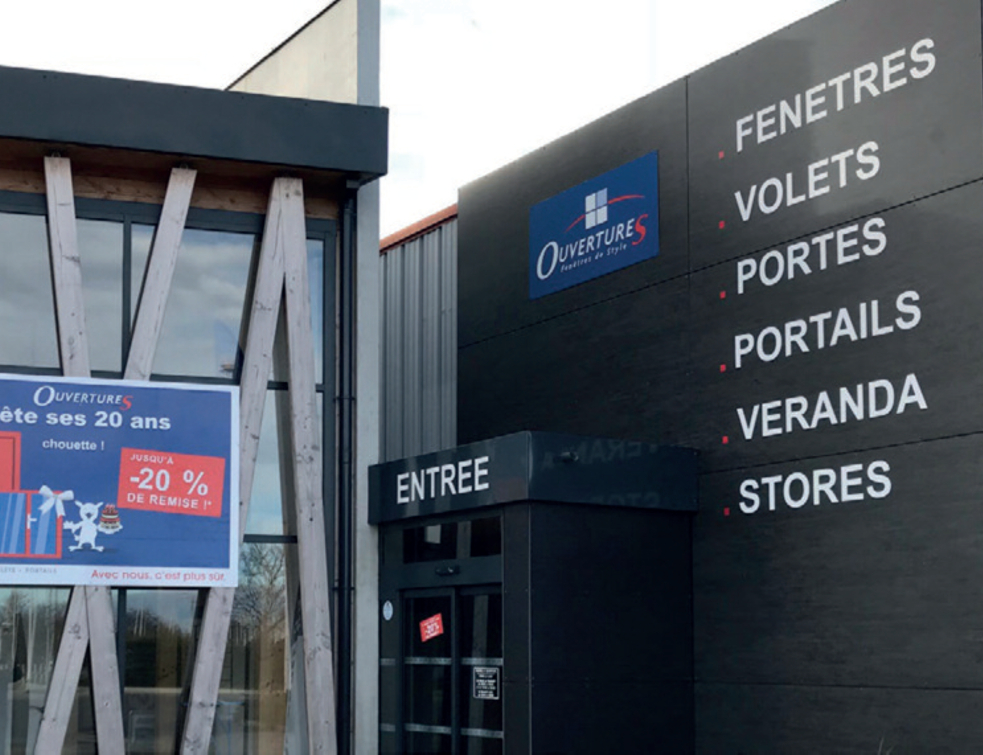 FENETRES
VOLETS
PORTES
PORTAILS
VERANDA
STORES
OUVERTURES
Fenêtres de Style
ENTREE
OUVERTURES
ête ses 20 ans
chouette !
JUSQU'À
-20 %
DE REMISE !*
PORTAILS
Avec nous, c'est plus sûr.
-20%